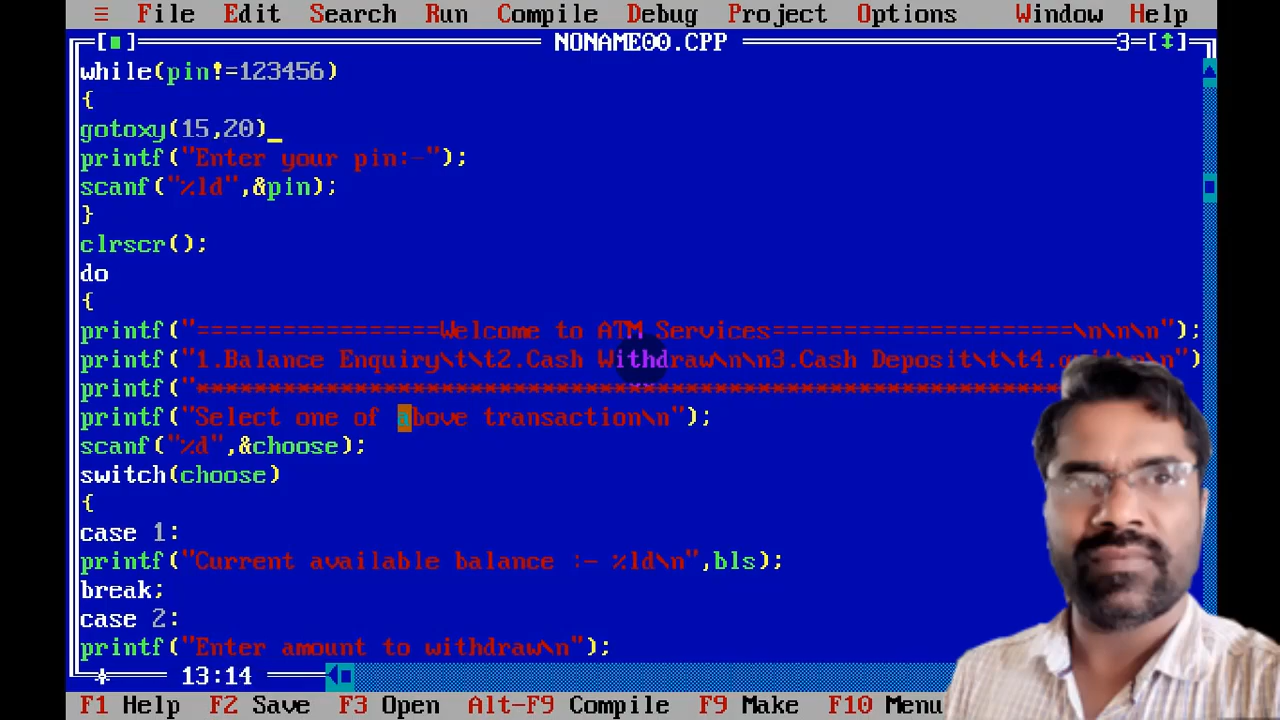 ≡ File Edit Search Run Compile Debug Project Options Window Help
[■] NONAME00.CPP 3=[↕]
while(pin!=123456)
{
gotoxy(15,20)_
printf("Enter your pin:-");
scanf("%ld",&pin);
}
clrscr();
do
{
printf("=================Welcome to ATM Services=====================\n\n\n");
printf("1.Balance Enquiry\t\t2.Cash Withdraw\n\n3.Cash Deposit\t\t4. \n")
printf("************************************************************
printf("Select one of above transaction\n");
scanf("%d",&choose);
switch(choose)
{
case 1:
printf("Current available balance :- %ld\n",bls);
break;
case 2:
printf("Enter amount to withdraw\n");
13:14
F1 Help F2 Save F3 Open Alt-F9 Compile F9 Make F10 Menu